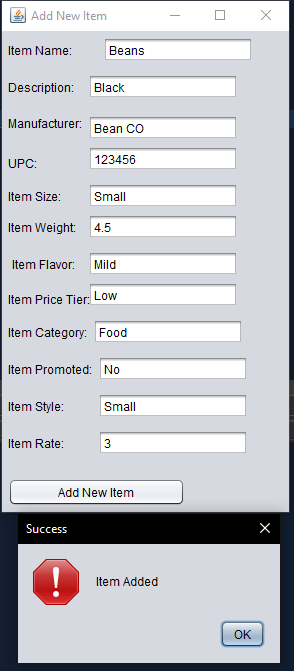 Add New Item
Item Name: Beans
Description: Black
Manufacturer: Bean CO
UPC: 123456
Item Size: Small
Item Weight: 4.5
Item Flavor: Mild
Item Price Tier: Low
Item Category: Food
Item Promoted: No
Item Style: Small
Item Rate: 3
Add New Item
Success
Item Added
OK